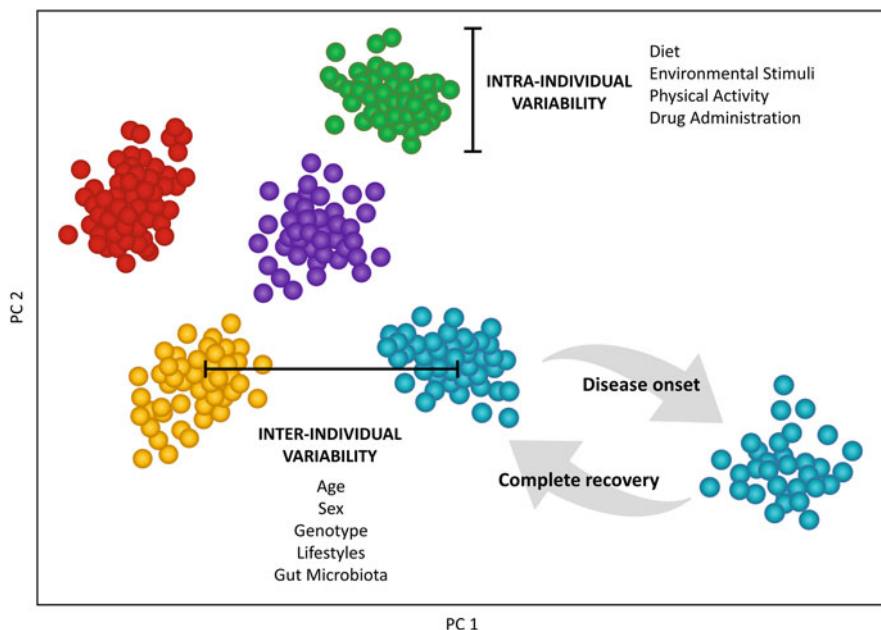 INTRA-INDIVIDUAL
VARIABILITY
Diet
Environmental Stimuli
Physical Activity
Drug Administration
PC 2
Disease onset
INTER-INDIVIDUAL
VARIABILITY
Complete recovery
Age
Sex
Genotype
Lifestyles
Gut Microbiota
PC 1